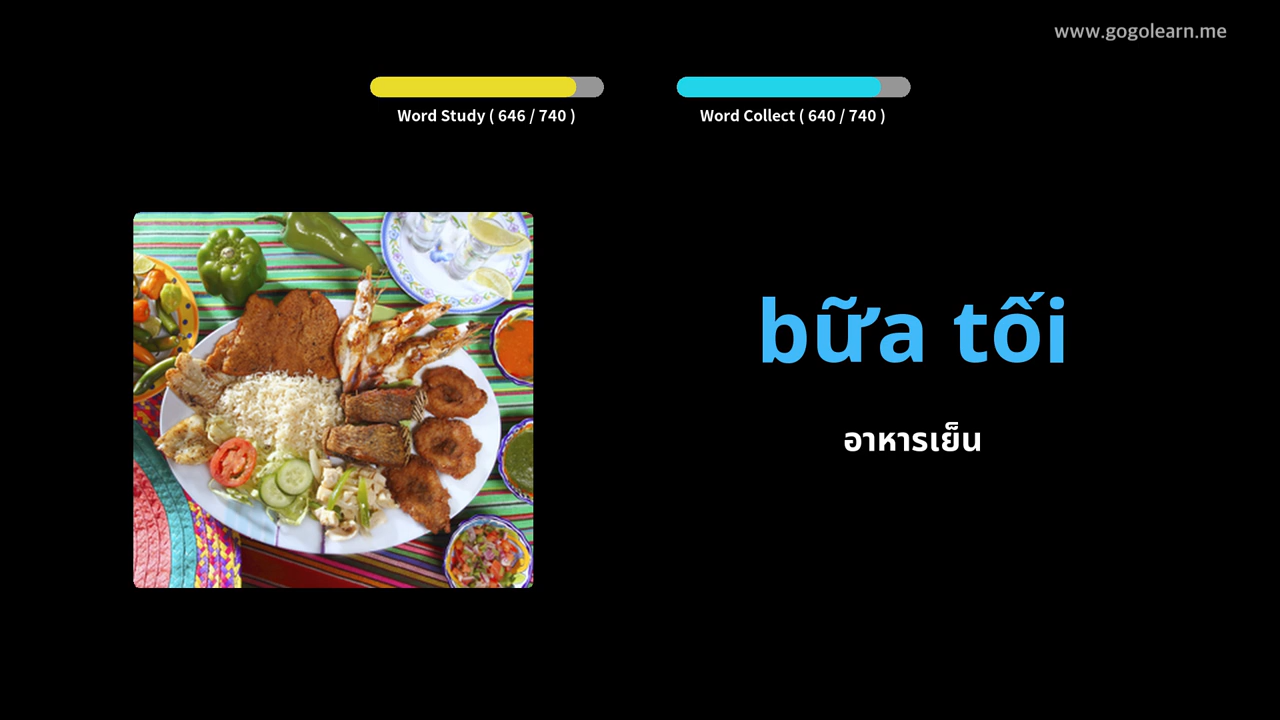 www.gogolearn.me
Word Study ( 646 / 740 )
Word Collect ( 640 / 740 )
bữa tối
อาหารเย็น